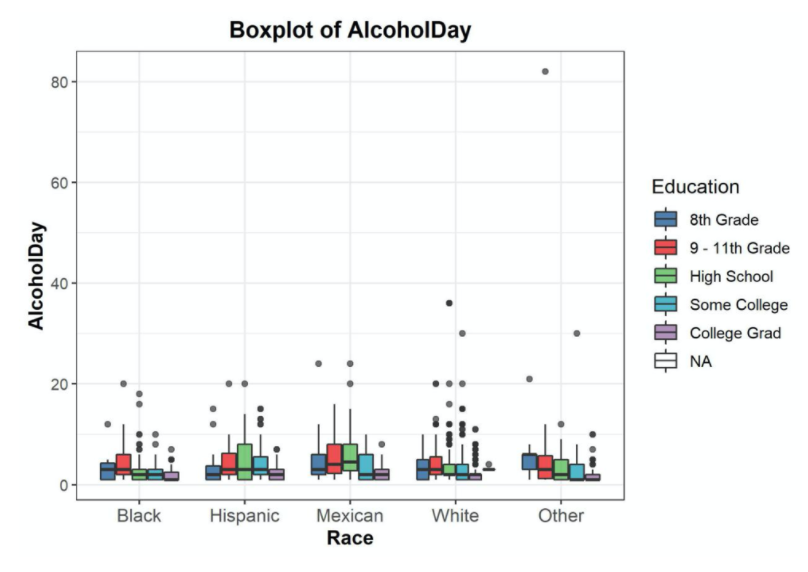 Boxplot of AlcoholDay
AlcoholDay
80
60
40
20
0
Black Hispanic Mexican White Other
Race
Education
8th Grade
9 - 11th Grade
High School
Some College
College Grad
NA